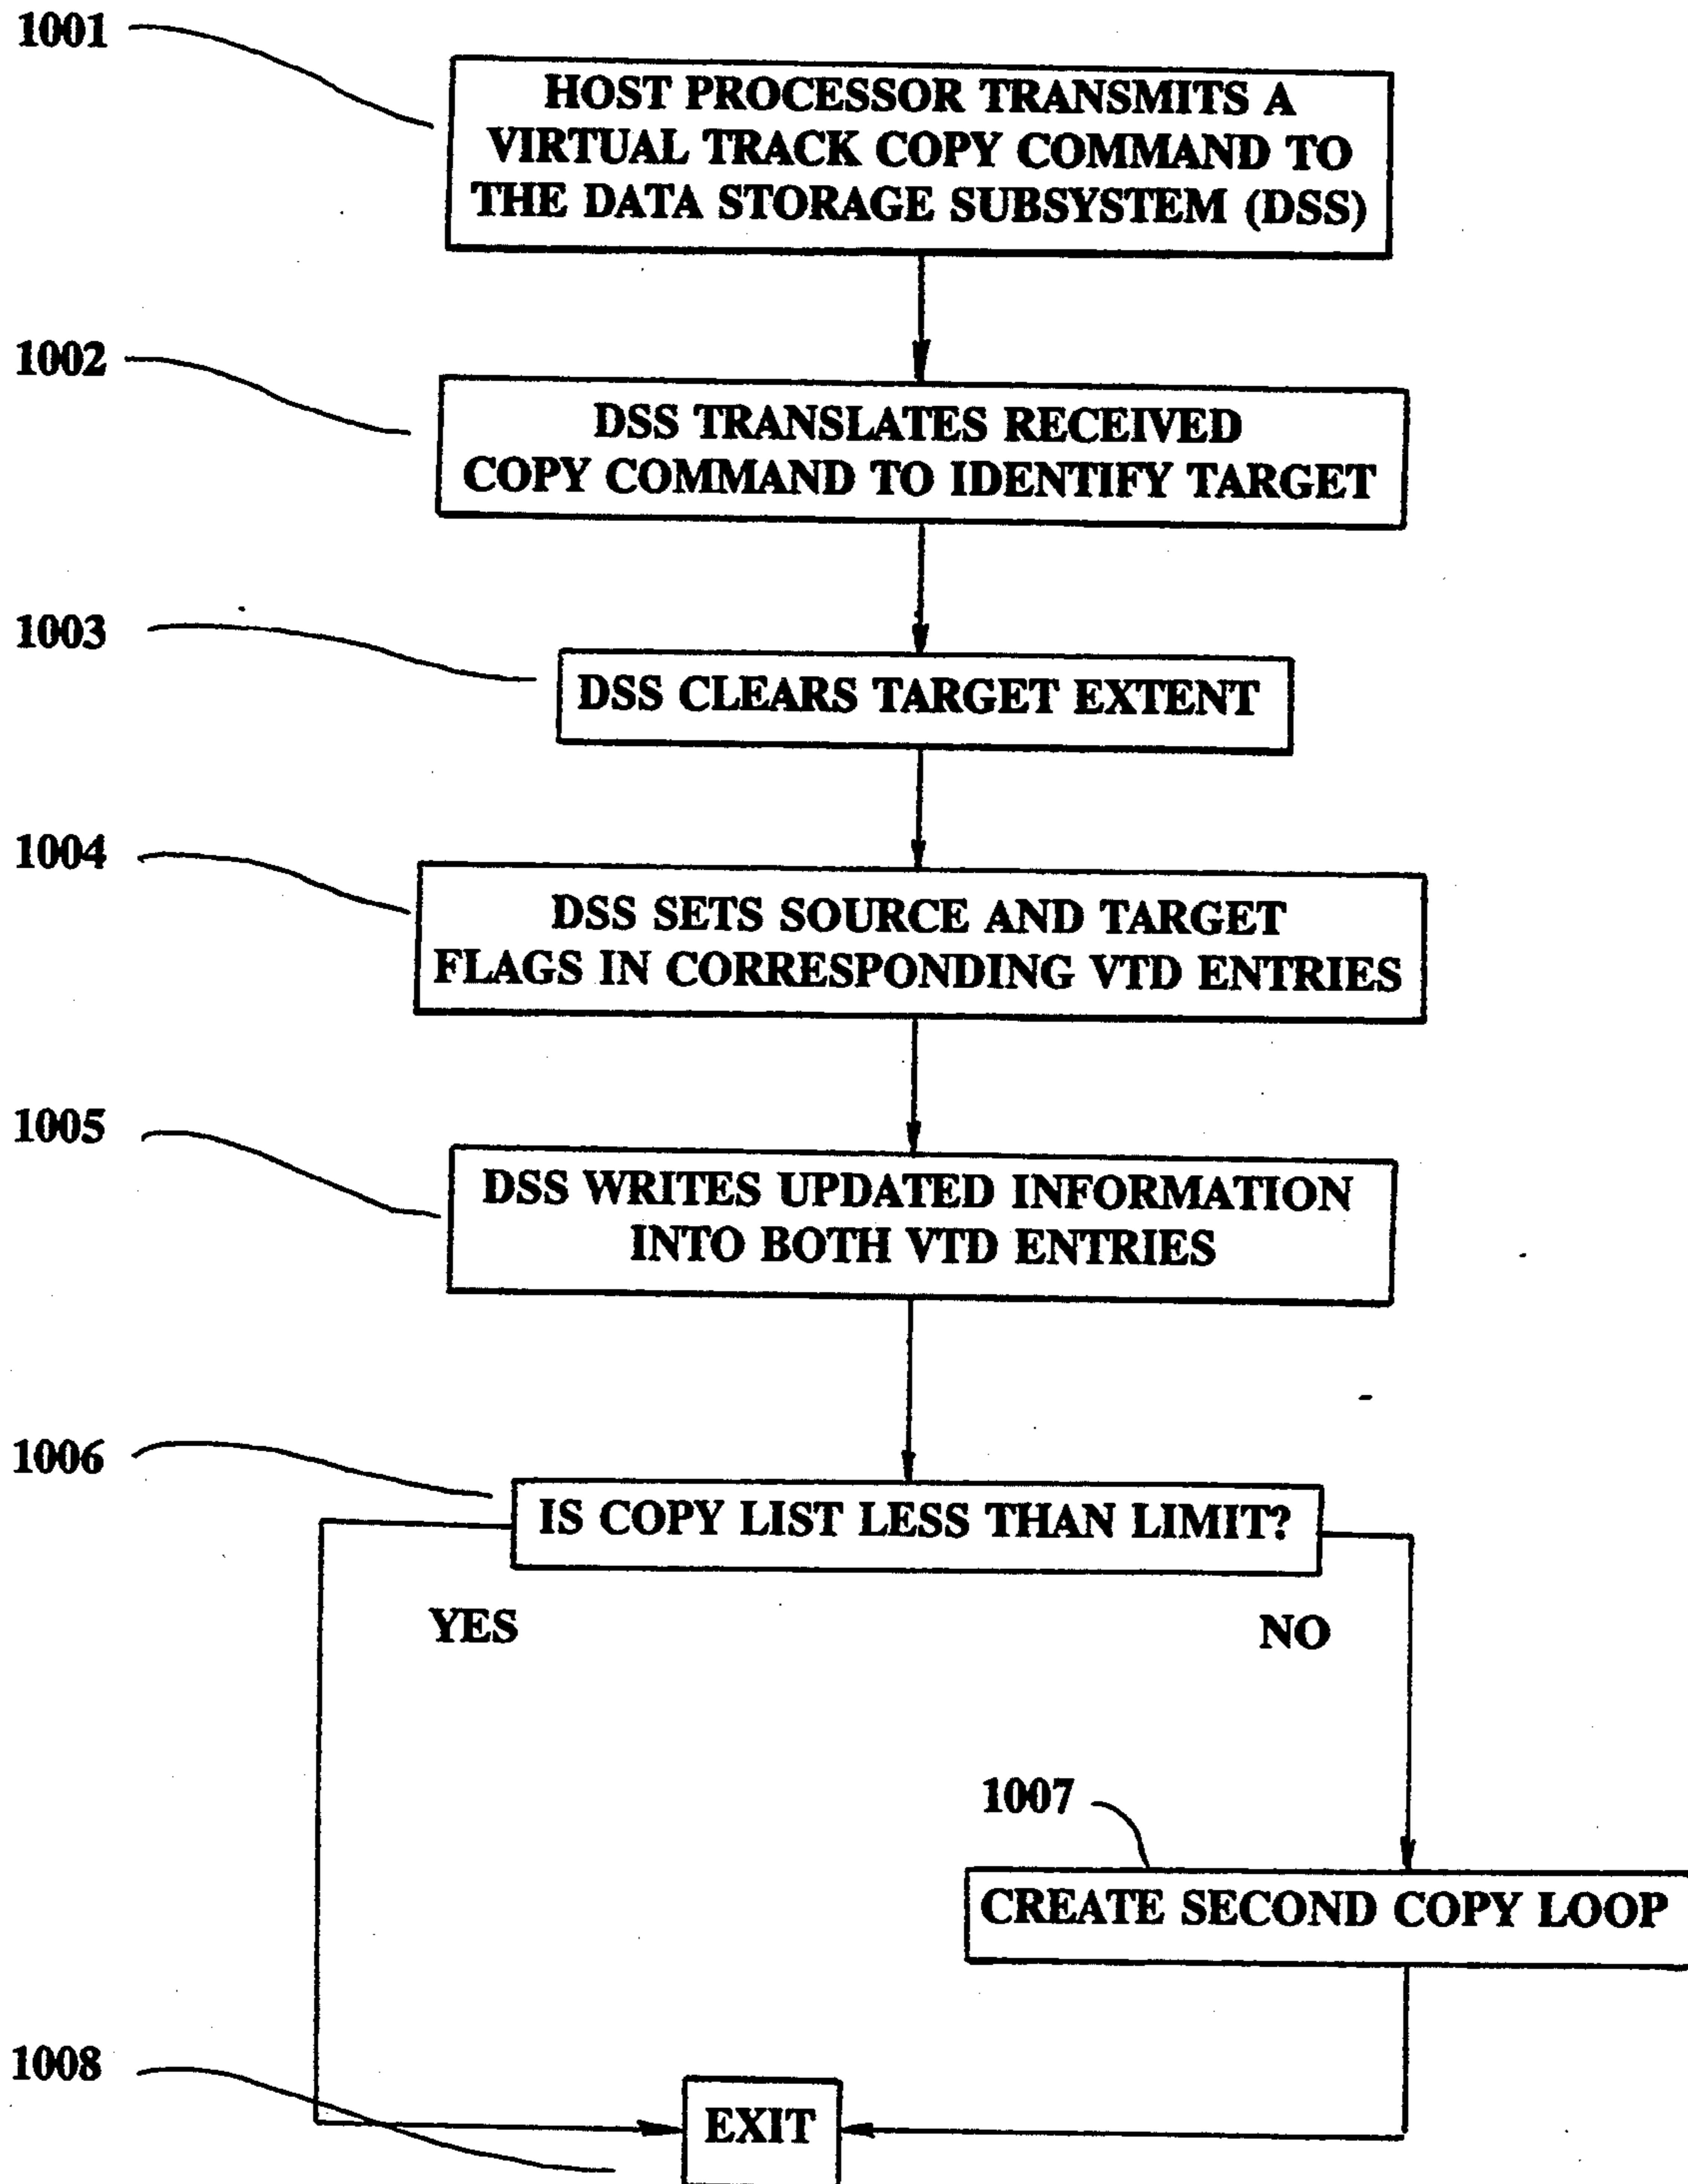 1001
HOST PROCESSOR TRANSMITS A
VIRTUAL TRACK COPY COMMAND TO
THE DATA STORAGE SUBSYSTEM (DSS)
1002
DSS TRANSLATES RECEIVED
COPY COMMAND TO IDENTIFY TARGET
1003
DSS CLEARS TARGET EXTENT
1004
DSS SETS SOURCE AND TARGET
FLAGS IN CORRESPONDING VTD ENTRIES
1005
DSS WRITES UPDATED INFORMATION
INTO BOTH VTD ENTRIES
1006
IS COPY LIST LESS THAN LIMIT?
YES
NO
1007
CREATE SECOND COPY LOOP
1008
EXIT